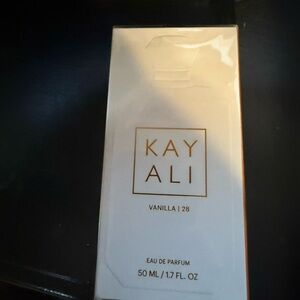 KAY
ALI
VANILLA | 28
EAU DE PARFUM
50 ML / 1.7 FL. OZ